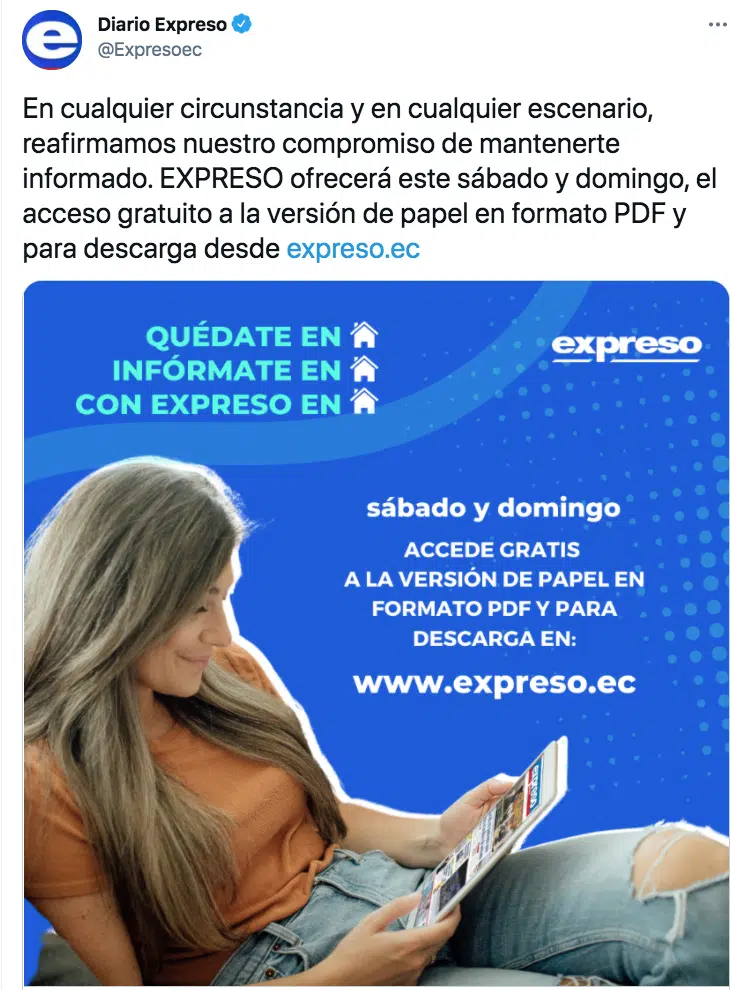 Diario Expreso
@Expresoec
En cualquier circunstancia y en cualquier escenario,
reafirmamos nuestro compromiso de mantenerte
informado. EXPRESO ofrecerá este sábado y domingo, el
acceso gratuito a la versión de papel en formato PDF y
para descarga desde expreso.ec
QUÉDATE EN
INFÓRMATE EN
CON EXPRESO EN
expreso
sábado y domingo
ACCEDE GRATIS
A LA VERSIÓN DE PAPEL EN
FORMATO PDF Y PARA
DESCARGA EN:
www.expreso.ec
expreso